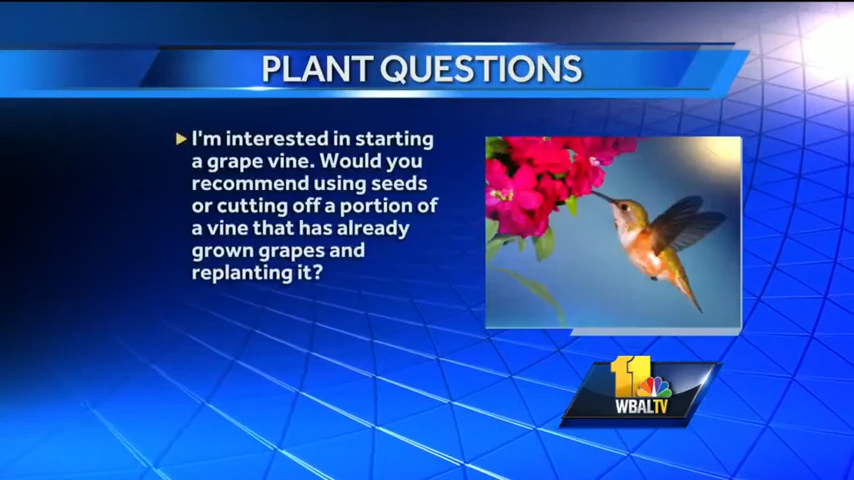 PLANT QUESTIONS
I'm interested in starting
a grape vine. Would you
recommend using seeds
or cutting off a portion of
a vine that has already
grown grapes and
replanting it?
11
WBALTV